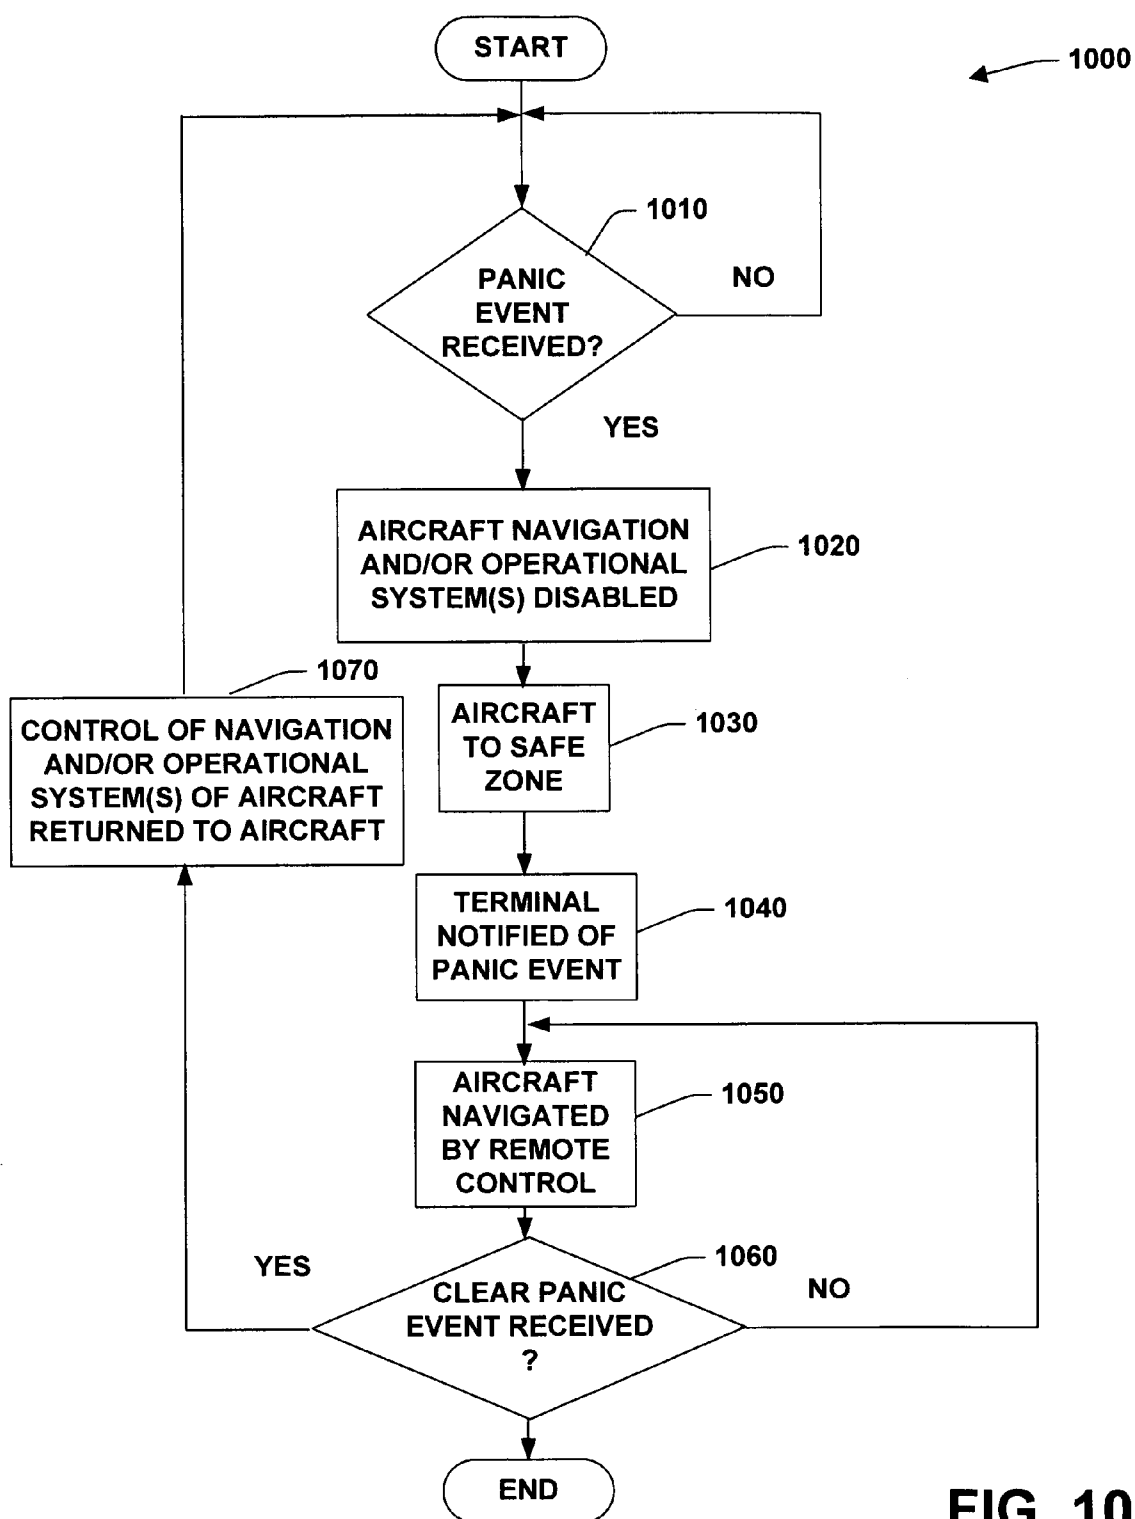 START
1000
1010
PANIC
EVENT
RECEIVED?
NO
YES
AIRCRAFT NAVIGATION
AND/OR OPERATIONAL
SYSTEM(S) DISABLED
1020
1070
CONTROL OF NAVIGATION
AND/OR OPERATIONAL
SYSTEM(S) OF AIRCRAFT
RETURNED TO AIRCRAFT
AIRCRAFT
TO SAFE
ZONE
1030
TERMINAL
NOTIFIED OF
PANIC EVENT
1040
AIRCRAFT
NAVIGATED
BY REMOTE
CONTROL
1050
YES
1060
NO
CLEAR PANIC
EVENT RECEIVED
?
END
FIG. 10